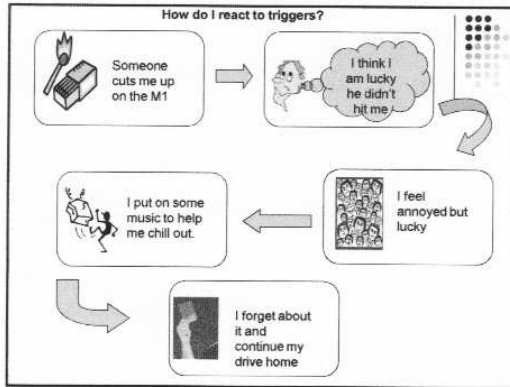 How do I react to triggers?
Someone
cuts me up
on the M1
I think I
am lucky
he didn't
hit me
I feel
annoyed but
lucky
I put on some
music to help
me chill out.
I forget about
it and
continue my
drive home